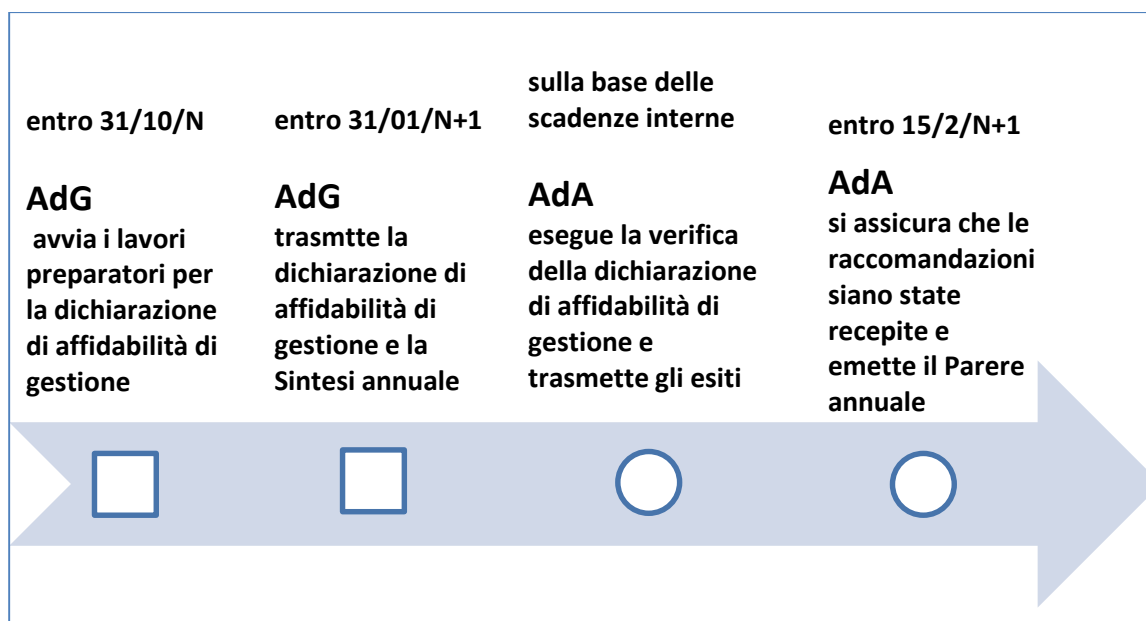 entro 31/10/N
AdG
avvia i lavori
preparatori per
la dichiarazione
di affidabilità di
gestione
entro 31/01/N+1
AdG
trasmtte la
dichiarazione di
affidabilità di
gestione e la
Sintesi annuale
sulla base delle
scadenze interne
AdA
esegue la verifica
della dichiarazione
di affidabilità di
gestione e
trasmette gli esiti
entro 15/2/N+1
AdA
si assicura che le
raccomandazioni
siano state
recepite e
emette il Parere
annuale